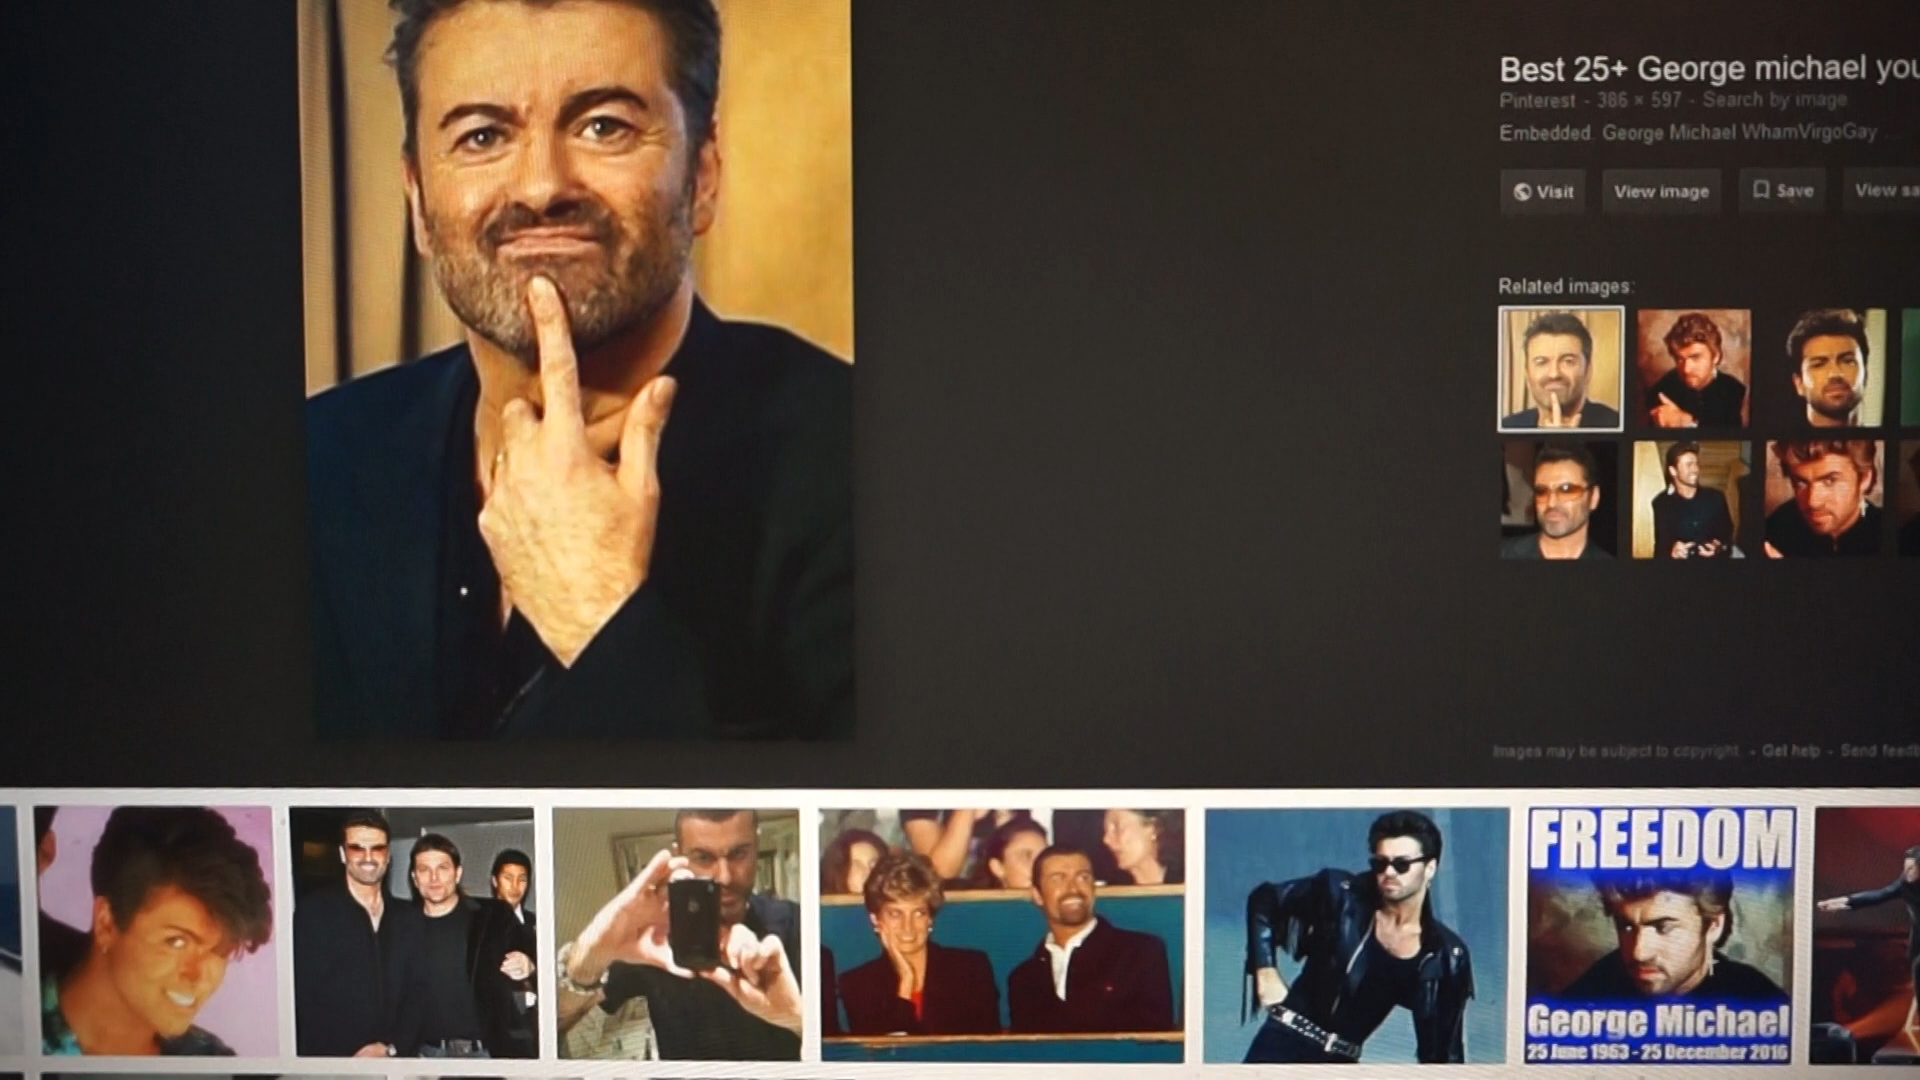 Best 25+ George michael you
Pinterest - 386 × 597 - Search by image
Embedded George Michael WhamVirgoGay ...
Visit
View image
Save
View sa
Related images:
Images may be subject to copyright. - Get help - Send feedb
FREEDOM
George Michael
25 June 1963 - 25 December 2016